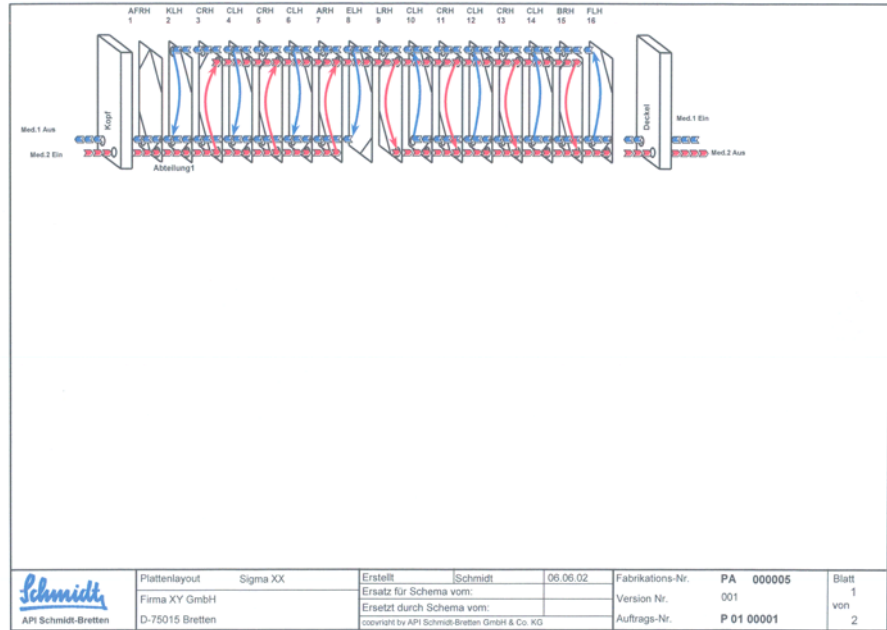 AFRH KLH CRH CLH CRH CLH ARH ELH LRH CLH CRH CLH CRH CLH BRH FLH
1 2 3 4 5 6 7 8 9 10 11 12 13 14 15 16
Kopf
Deckel
Med.1 Ein
Med.1 Aus
Med.2 Ein
Med.2 Aus
Abteilung1
Schmidt
API Schmidt-Bretten
Plattenlayout Sigma XX
Firma XY GmbH
D-75015 Bretten
Erstellt Schmidt 06.06.02
Ersatz für Schema vom:
Ersetzt durch Schema vom:
copyright by API Schmidt-Bretten GmbH & Co. KG
Fabrikations-Nr. PA 000005
Version Nr. 001
Auftrags-Nr. P 01 00001
Blatt
1
von
2